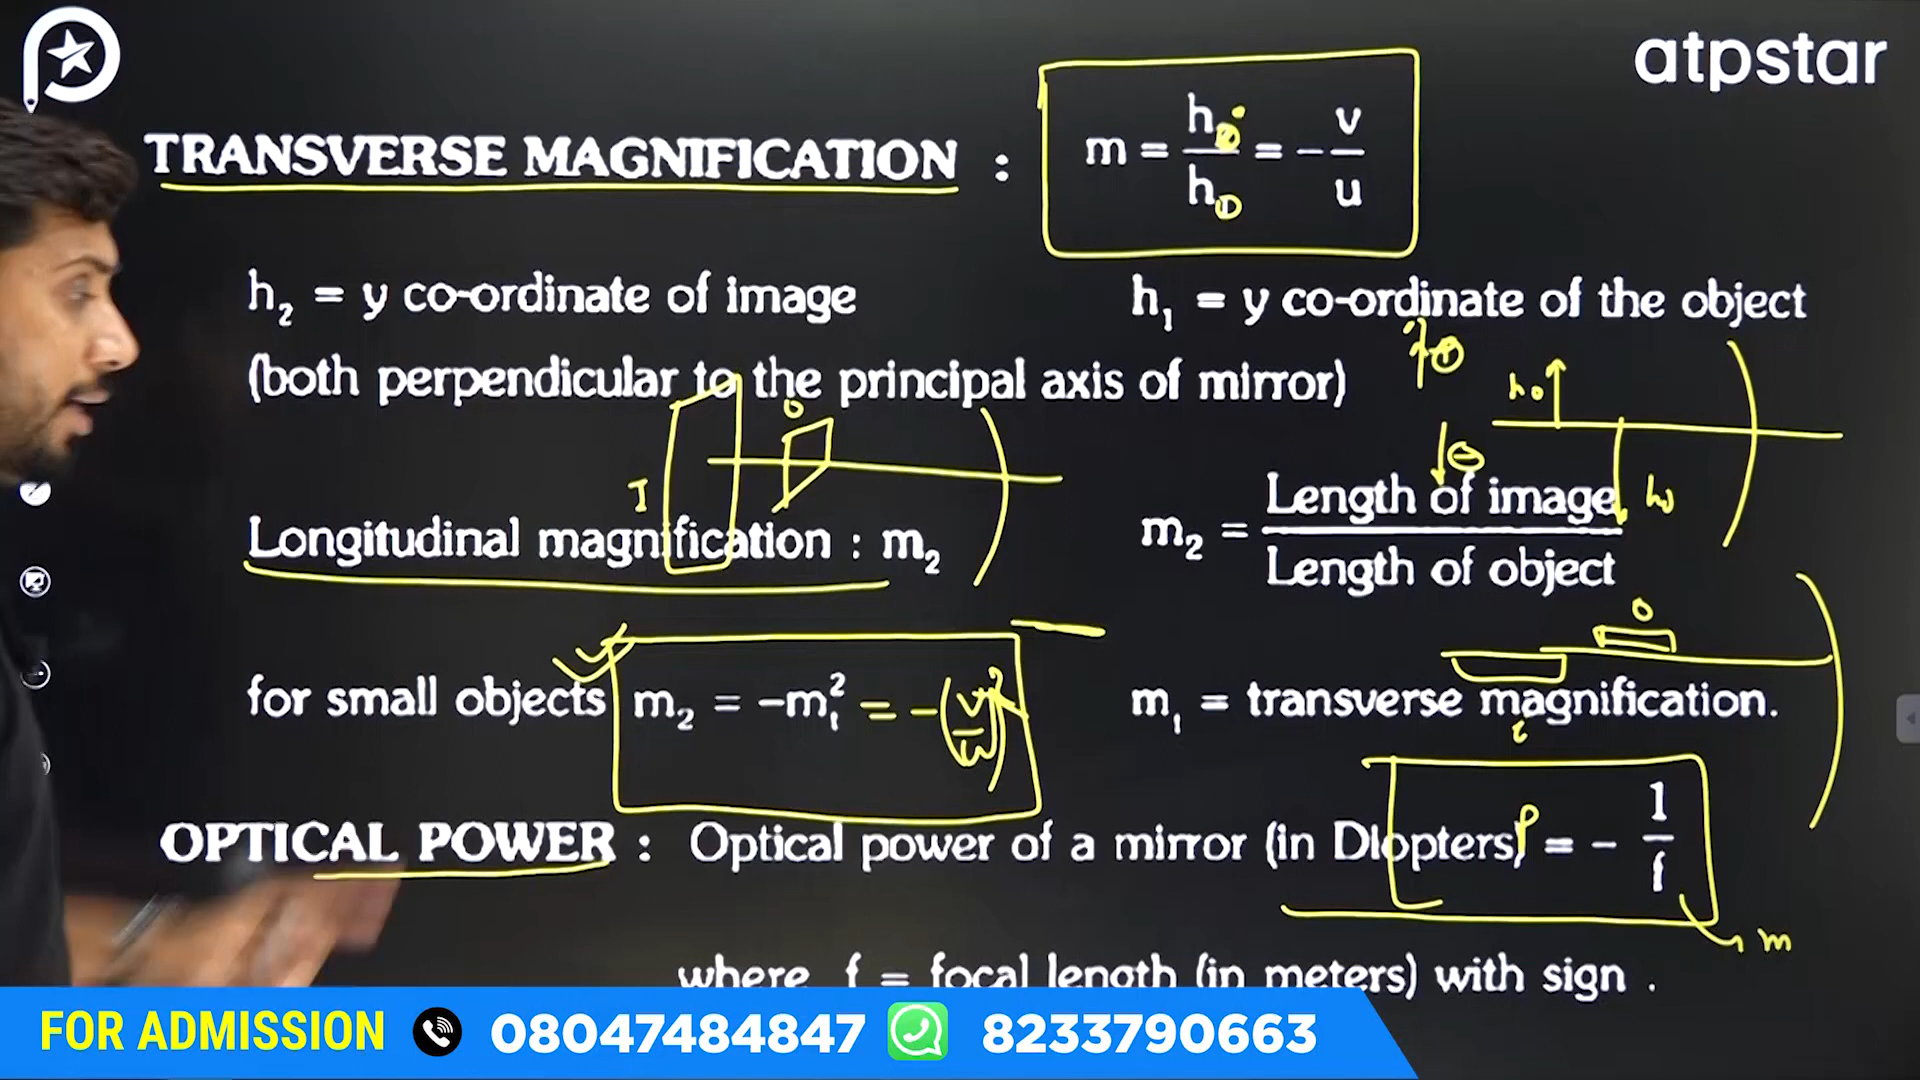 atpstar
TRANSVERSE MAGNIFICATION : m = h₂/h₁ = - v/u
h₂ = y co-ordinate of image h₁ = y co-ordinate of the object
(both perpendicular to the principal axis of mirror)
h₀
O
I
Longitudinal magnification : m₂ m₂ = Length of image / Length of object
O
for small objects m₂ = -m₁² = -(v/u)² m₁ = transverse magnification.
i
OPTICAL POWER : Optical power of a mirror (in Diopters) P = - 1/f
m
where f = focal length (in meters) with sign .
FOR ADMISSION 08047484847 8233790663